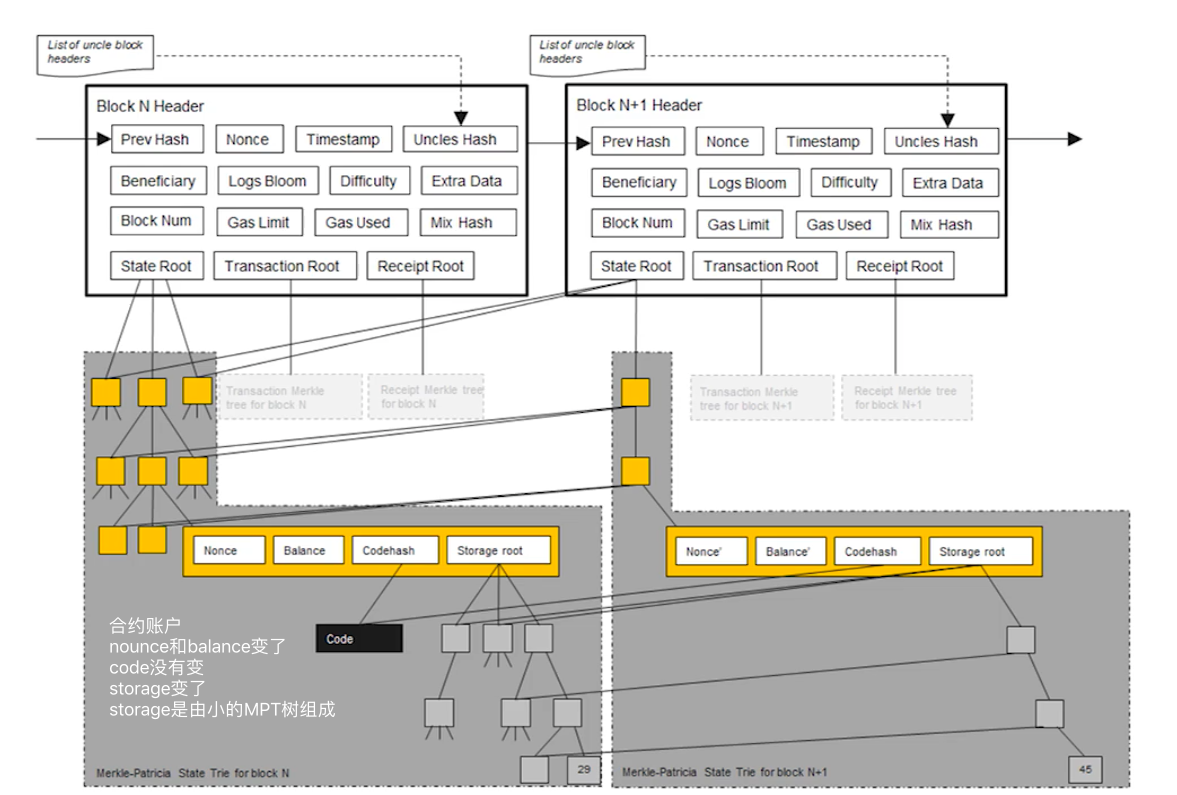 List of uncle block
headers
List of uncle block
headers
Block N Header
Prev Hash
Nonce
Timestamp
Uncles Hash
Beneficiary
Logs Bloom
Difficulty
Extra Data
Block Num
Gas Limit
Gas Used
Mix Hash
State Root
Transaction Root
Receipt Root
Block N+1 Header
Prev Hash
Nonce
Timestamp
Uncles Hash
Beneficiary
Logs Bloom
Difficulty
Extra Data
Block Num
Gas Limit
Gas Used
Mix Hash
State Root
Transaction Root
Receipt Root
Transaction Merkle
tree for block N
Receipt Merkle tree
for block N
Transaction Merkle
tree for block N+1
Receipt Merkle tree
for block N+1
Nonce
Balance
Codehash
Storage root
Nonce'
Balance'
Codehash
Storage root
合约账户
nounce和balance变了
code没有变
storage变了
storage是由小的MPT树组成
Code
29
45
Merkle-Patricia State Trie for block N
Merkle-Patricia State Trie for block N+1